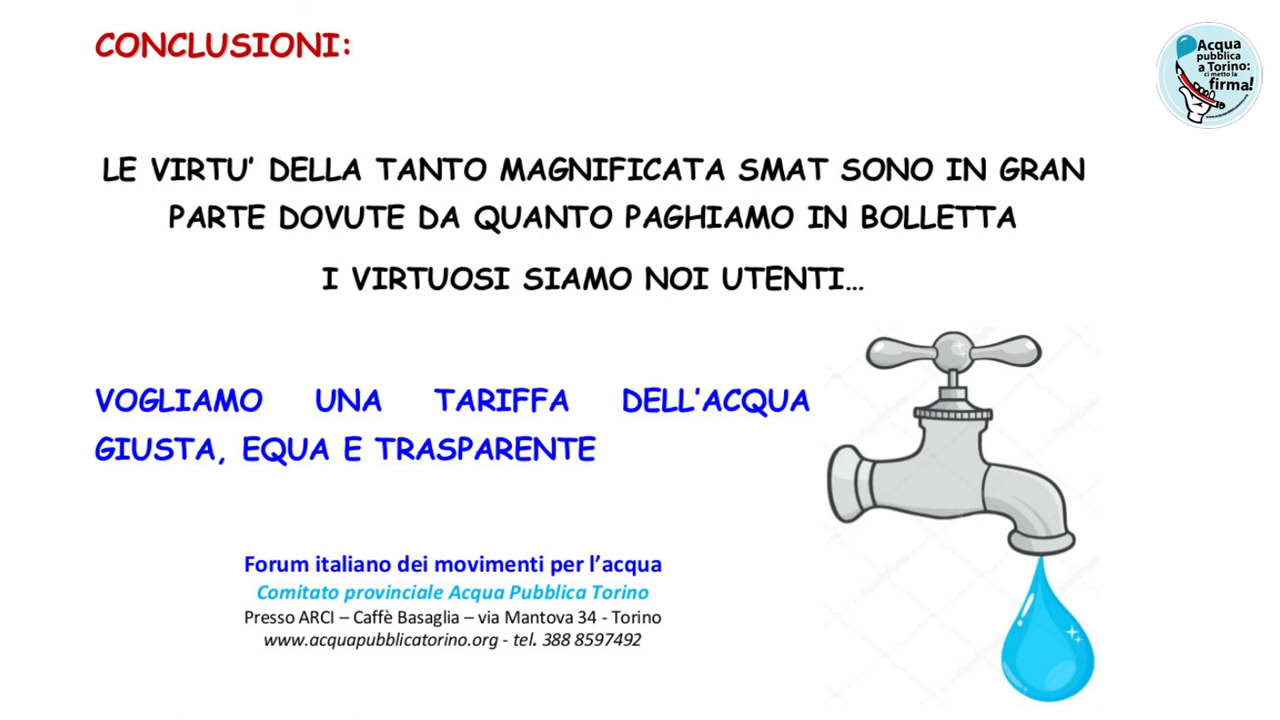 CONCLUSIONI:
Acqua
pubblica
a Torino:
ci metto la
firma!
LE VIRTU' DELLA TANTO MAGNIFICATA SMAT SONO IN GRAN
PARTE DOVUTE DA QUANTO PAGHIAMO IN BOLLETTA
I VIRTUOSI SIAMO NOI UTENTI…
VOGLIAMO UNA TARIFFA DELL'ACQUA
GIUSTA, EQUA E TRASPARENTE
Forum italiano dei movimenti per l’acqua
Comitato provinciale Acqua Pubblica Torino
Presso ARCI – Caffè Basaglia – via Mantova 34 - Torino
www.acquapubblicatorino.org - tel. 388 8597492